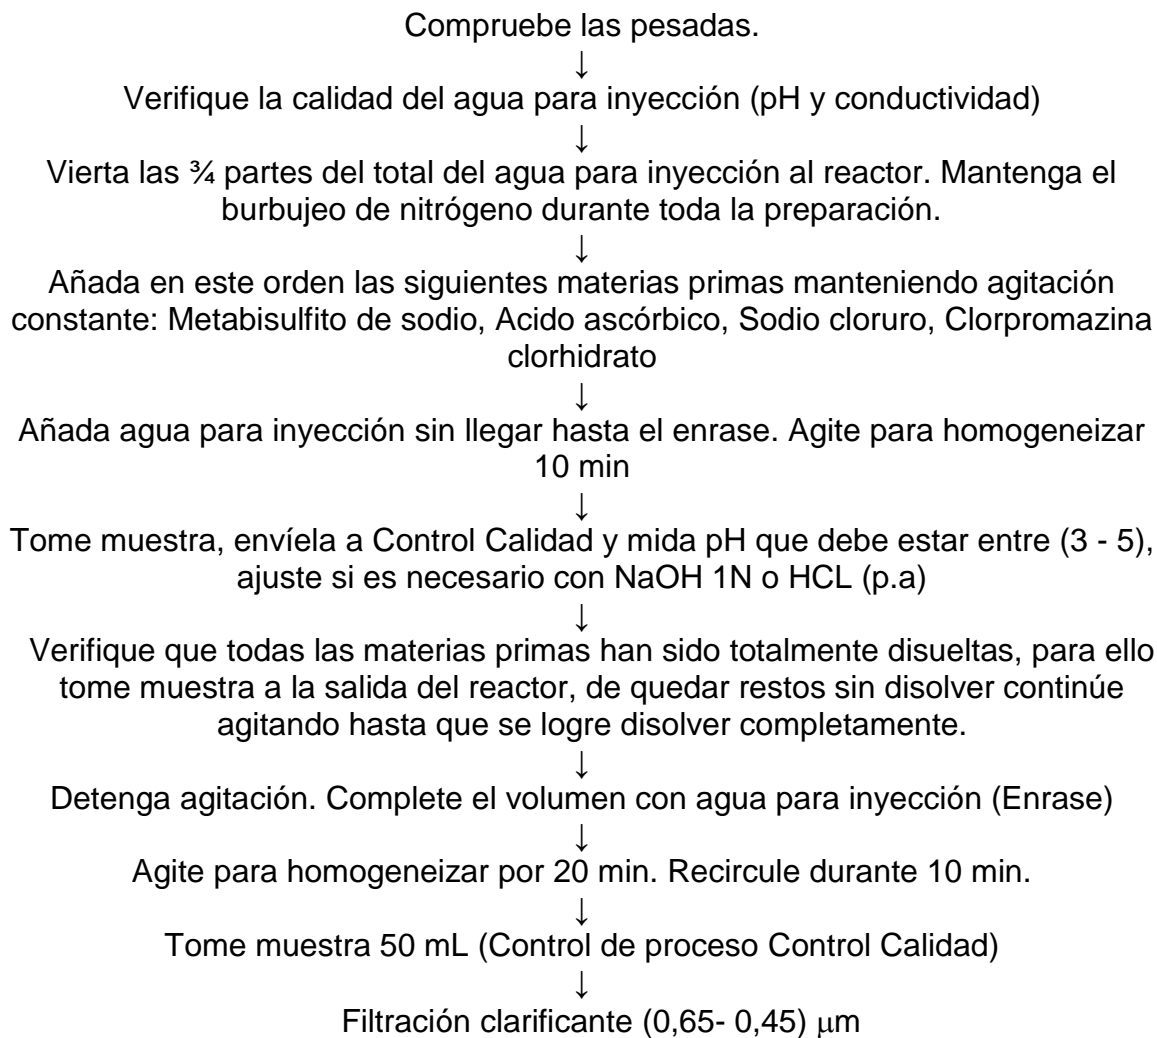 Compruebe las pesadas.
↓
Verifique la calidad del agua para inyección (pH y conductividad)
↓
Vierta las ¾ partes del total del agua para inyección al reactor. Mantenga el
burbujeo de nitrógeno durante toda la preparación.
↓
Añada en este orden las siguientes materias primas manteniendo agitación
constante: Metabisulfito de sodio, Acido ascórbico, Sodio cloruro, Clorpromazina
clorhidrato
↓
Añada agua para inyección sin llegar hasta el enrase. Agite para homogeneizar
10 min
↓
Tome muestra, envíela a Control Calidad y mida pH que debe estar entre (3 - 5),
ajuste si es necesario con NaOH 1N o HCL (p.a)
↓
Verifique que todas las materias primas han sido totalmente disueltas, para ello
tome muestra a la salida del reactor, de quedar restos sin disolver continúe
agitando hasta que se logre disolver completamente.
↓
Detenga agitación. Complete el volumen con agua para inyección (Enrase)
↓
Agite para homogeneizar por 20 min. Recircule durante 10 min.
↓
Tome muestra 50 mL (Control de proceso Control Calidad)
↓
Filtración clarificante (0,65- 0,45) μm